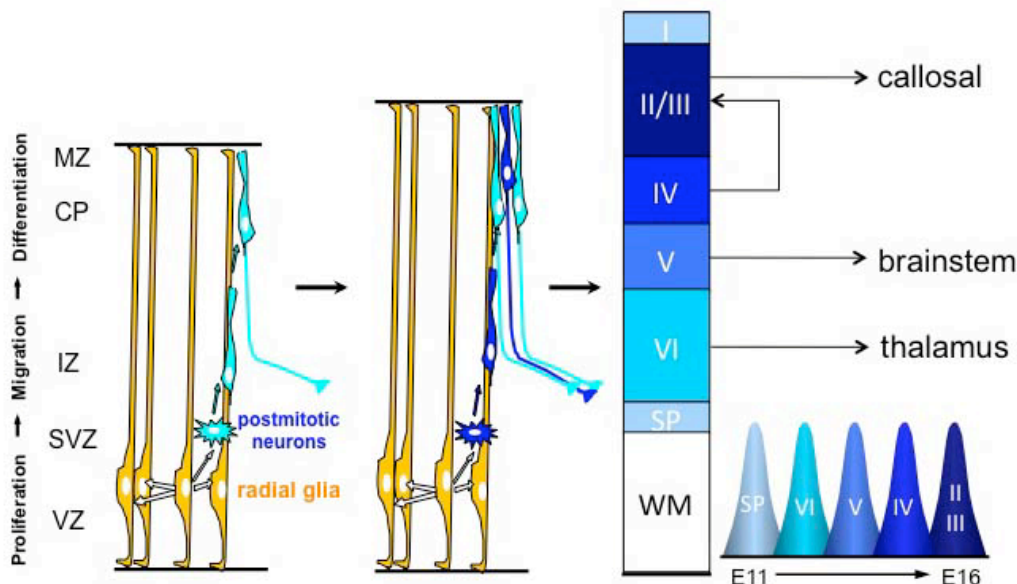 Proliferation → Migration → Differentiation
MZ
CP
IZ
SVZ
VZ
postmitotic
neurons
radial glia
I
II/III
IV
V
VI
SP
WM
callosal
brainstem
thalamus
SP
VI
V
IV
II
III
E11
E16